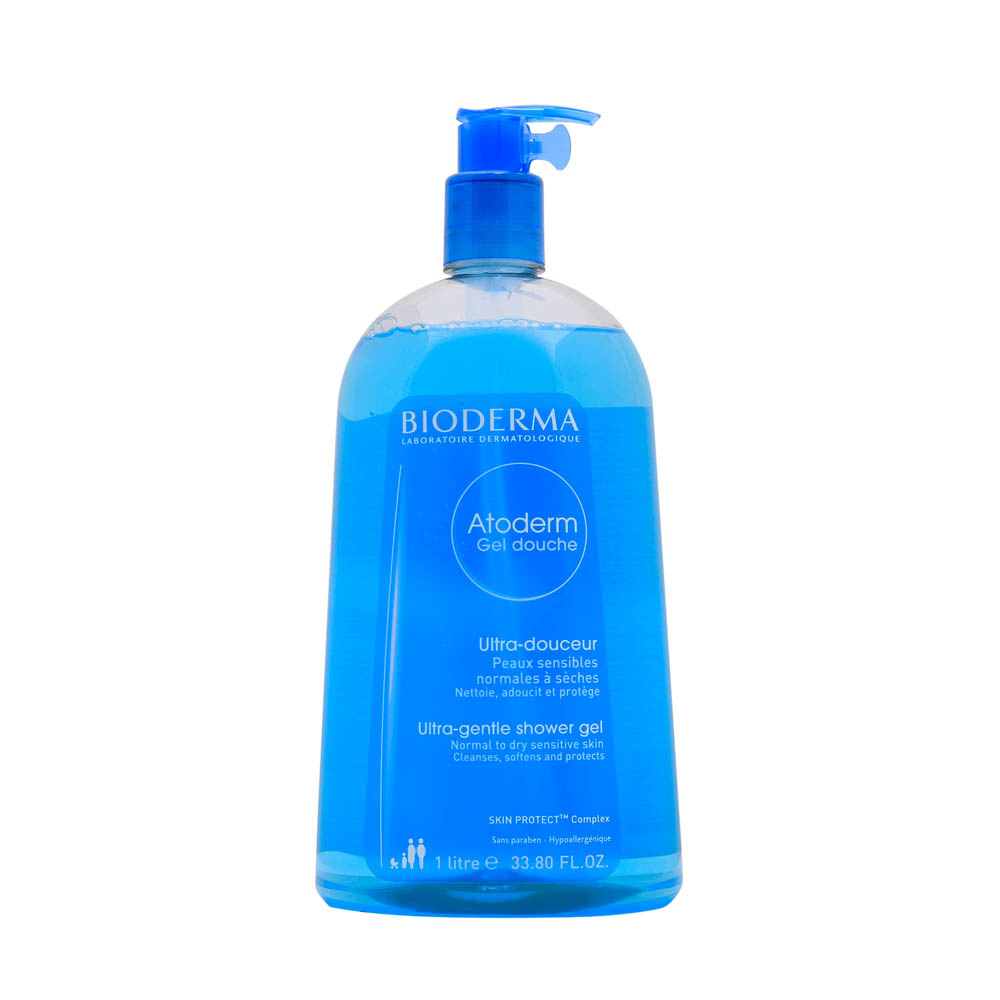 BIODERMA
LABORATOIRE DERMATOLOGIQUE
Atoderm
Gel douche
Ultra-douceur
Peaux sensibles
normales à sèches
Nettoie, adoucit et protège
Ultra-gentle shower gel
Normal to dry sensitive skin
Cleanses, softens and protects
SKIN PROTECT™ Complex
Sans paraben - Hypoallergénique
1 litre ℮ 33.80 FL.OZ.